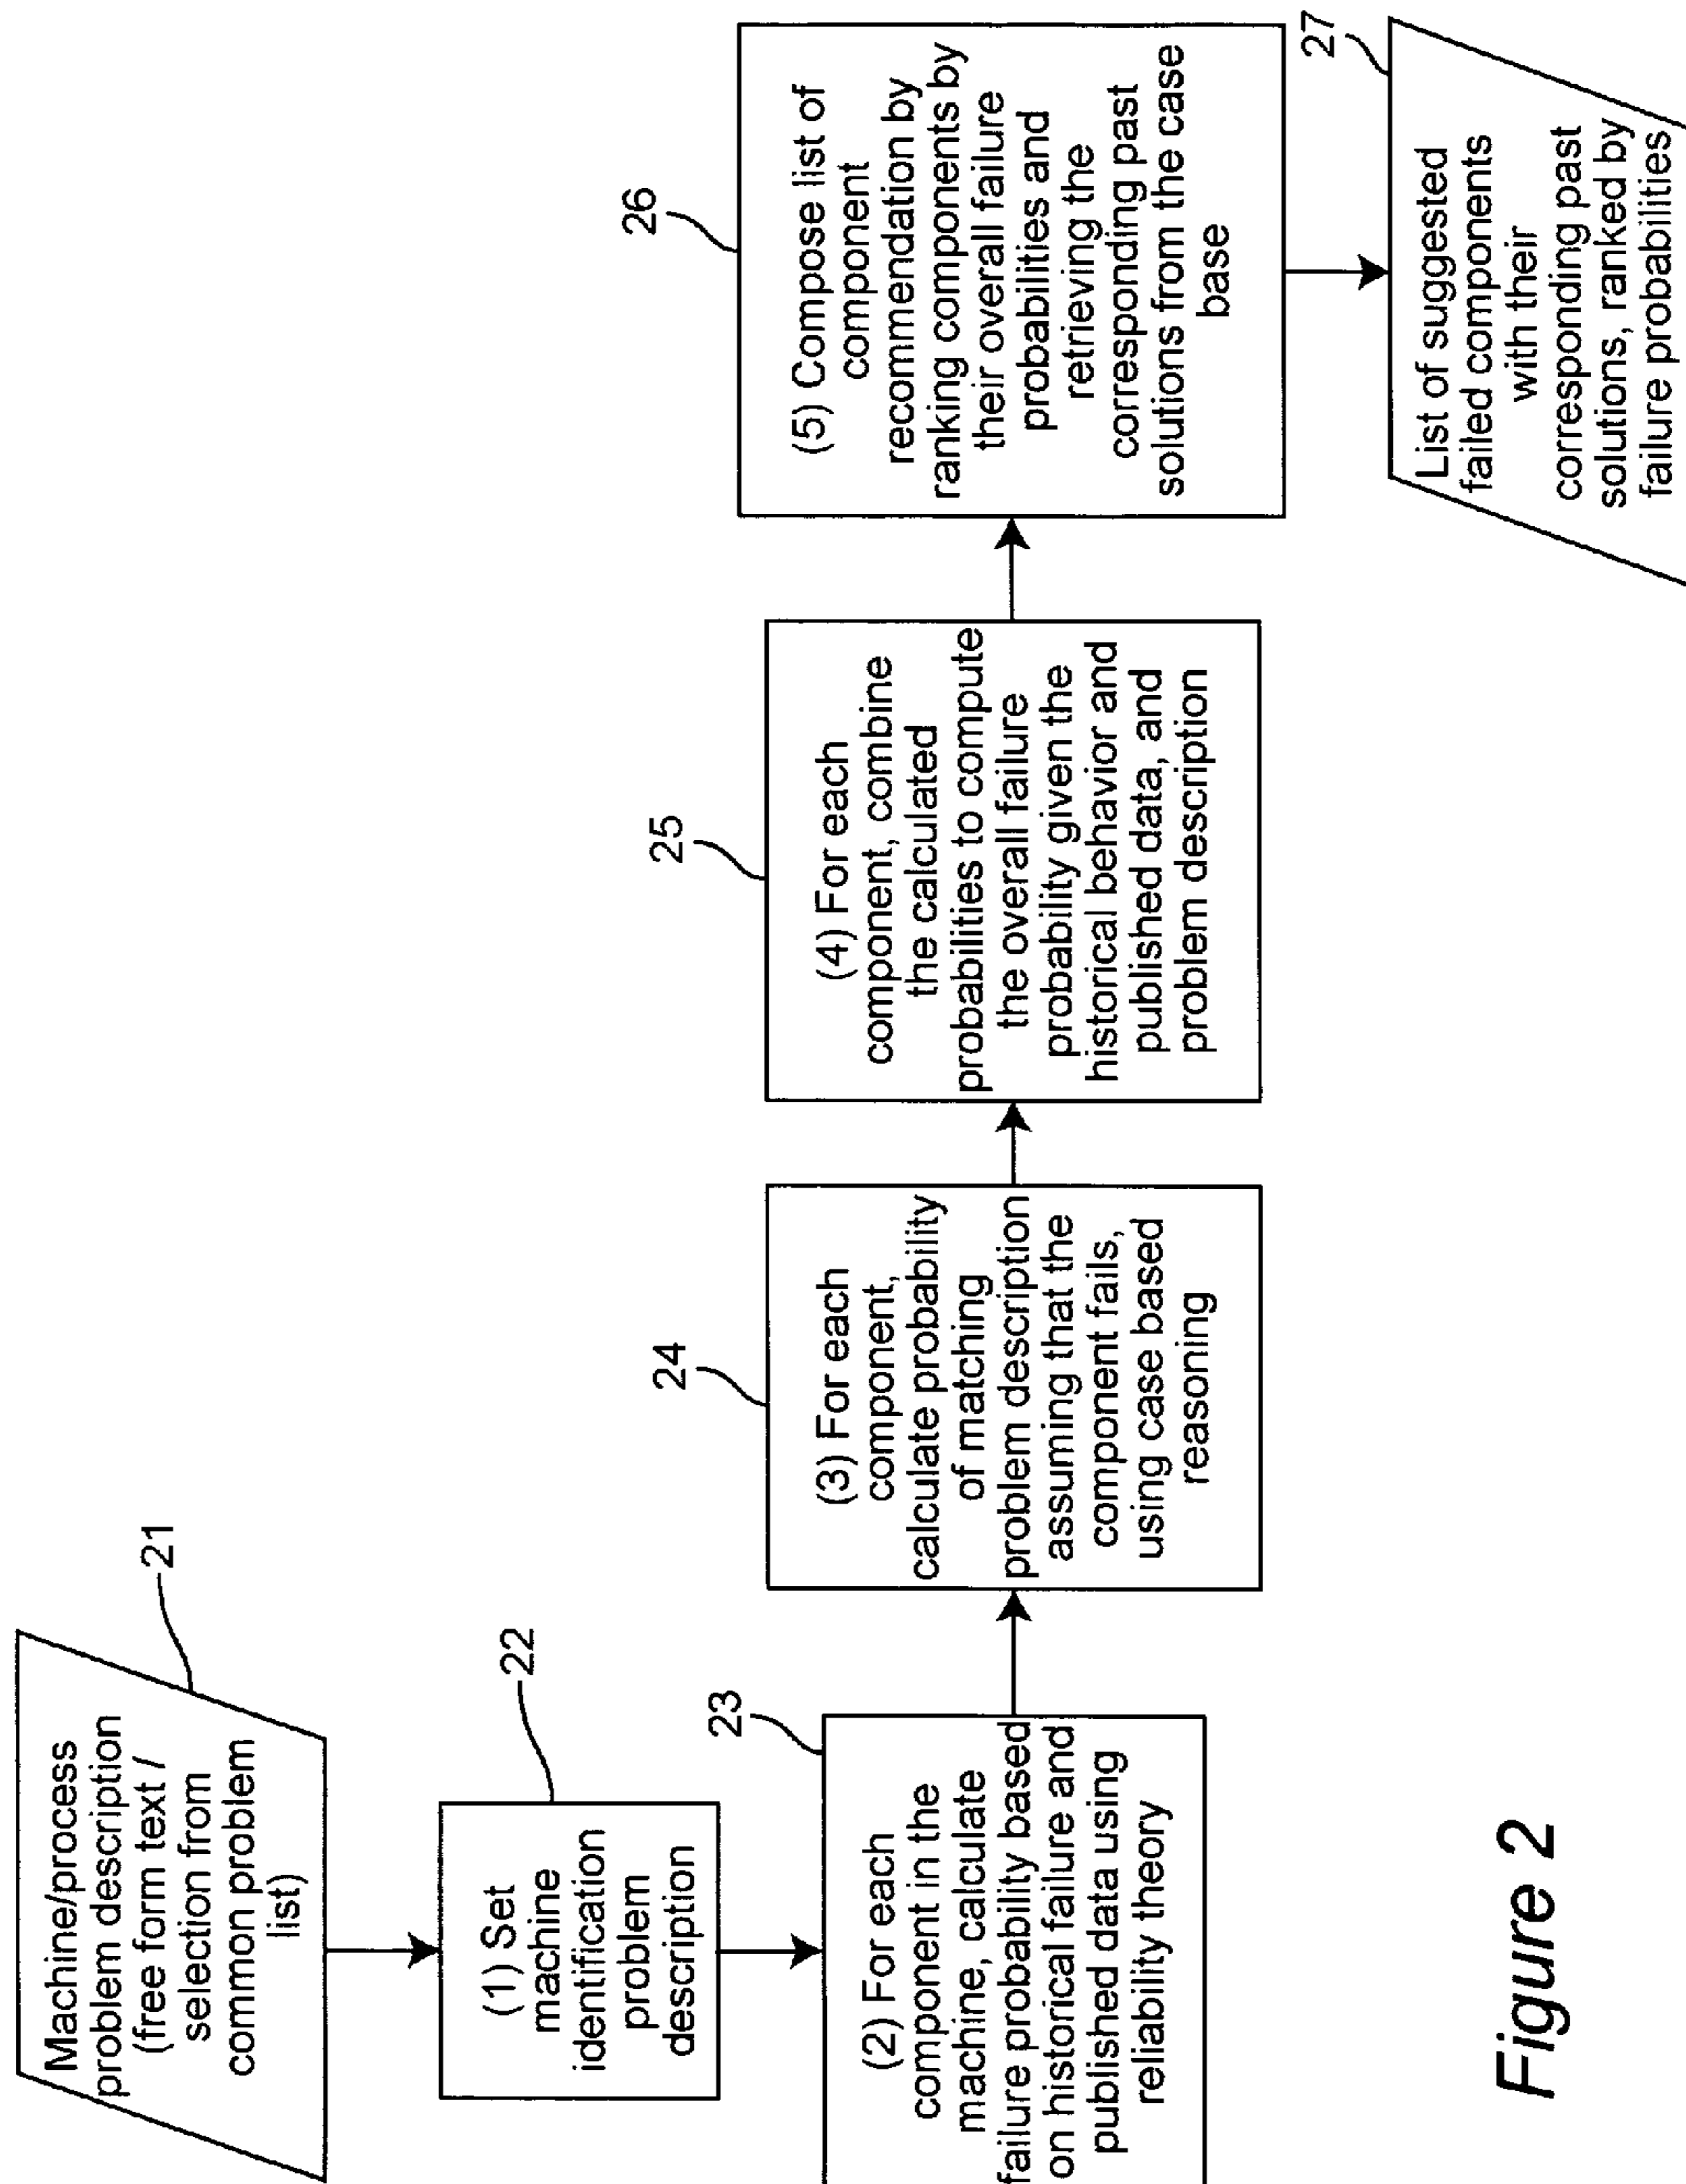 Machine/process
problem description
(free form text /
selection from
common problem
list)
21
(1) Set
machine
identification
problem
description
22
(2) For each
component in the
machine, calculate
failure probability based
on historical failure and
published data using
reliability theory
23
(3) For each
component,
calculate probability
of matching
problem description
assuming that the
component fails,
using case based
reasoning
24
(4) For each
component, combine
the calculated
probabilities to compute
the overall failure
probability given the
historical behavior and
published data, and
problem description
25
(5) Compose list of
component
recommendation by
ranking components by
their overall failure
probabilities and
retrieving the
corresponding past
solutions from the case
base
26
List of suggested
failed components
with their
corresponding past
solutions, ranked by
failure probabilities
27
Figure 2